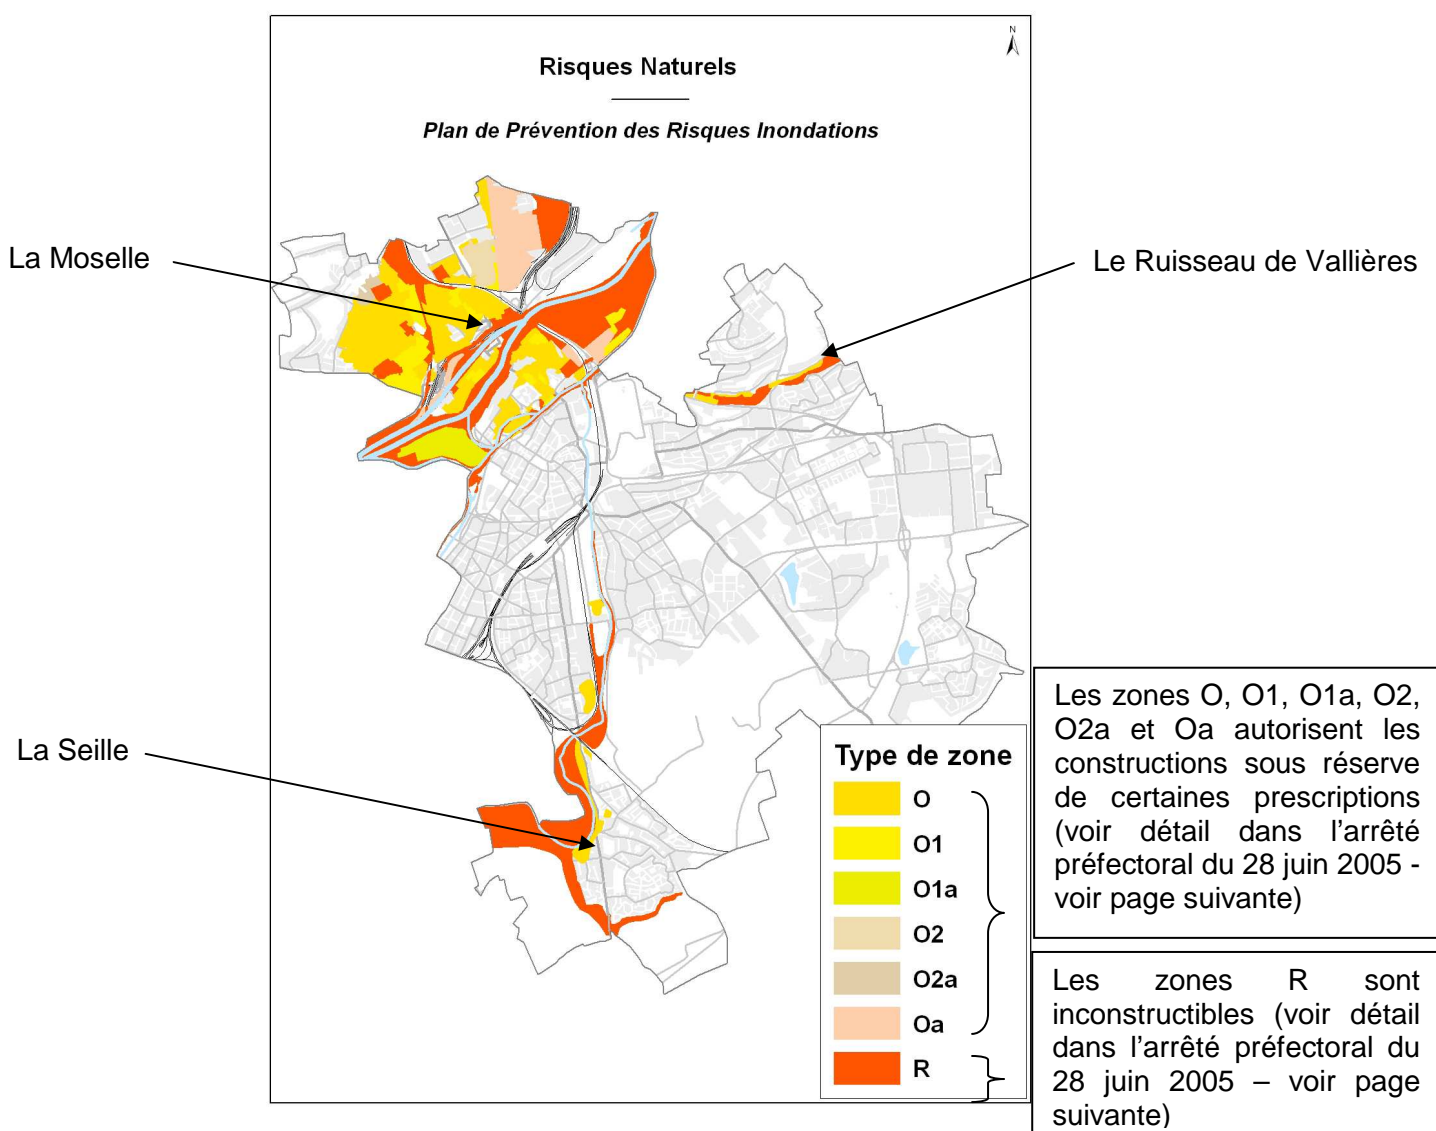 N
Risques Naturels
Plan de Prévention des Risques Inondations
La Moselle
Le Ruisseau de Vallières
La Seille
Type de zone
O
O1
O1a
O2
O2a
Oa
R
Les zones O, O1, O1a, O2,
O2a et Oa autorisent les
constructions sous réserve
de certaines prescriptions
(voir détail dans l’arrêté
préfectoral du 28 juin 2005 -
voir page suivante)
Les zones R sont
inconstructibles (voir détail
dans l’arrêté préfectoral du
28 juin 2005 – voir page
suivante)